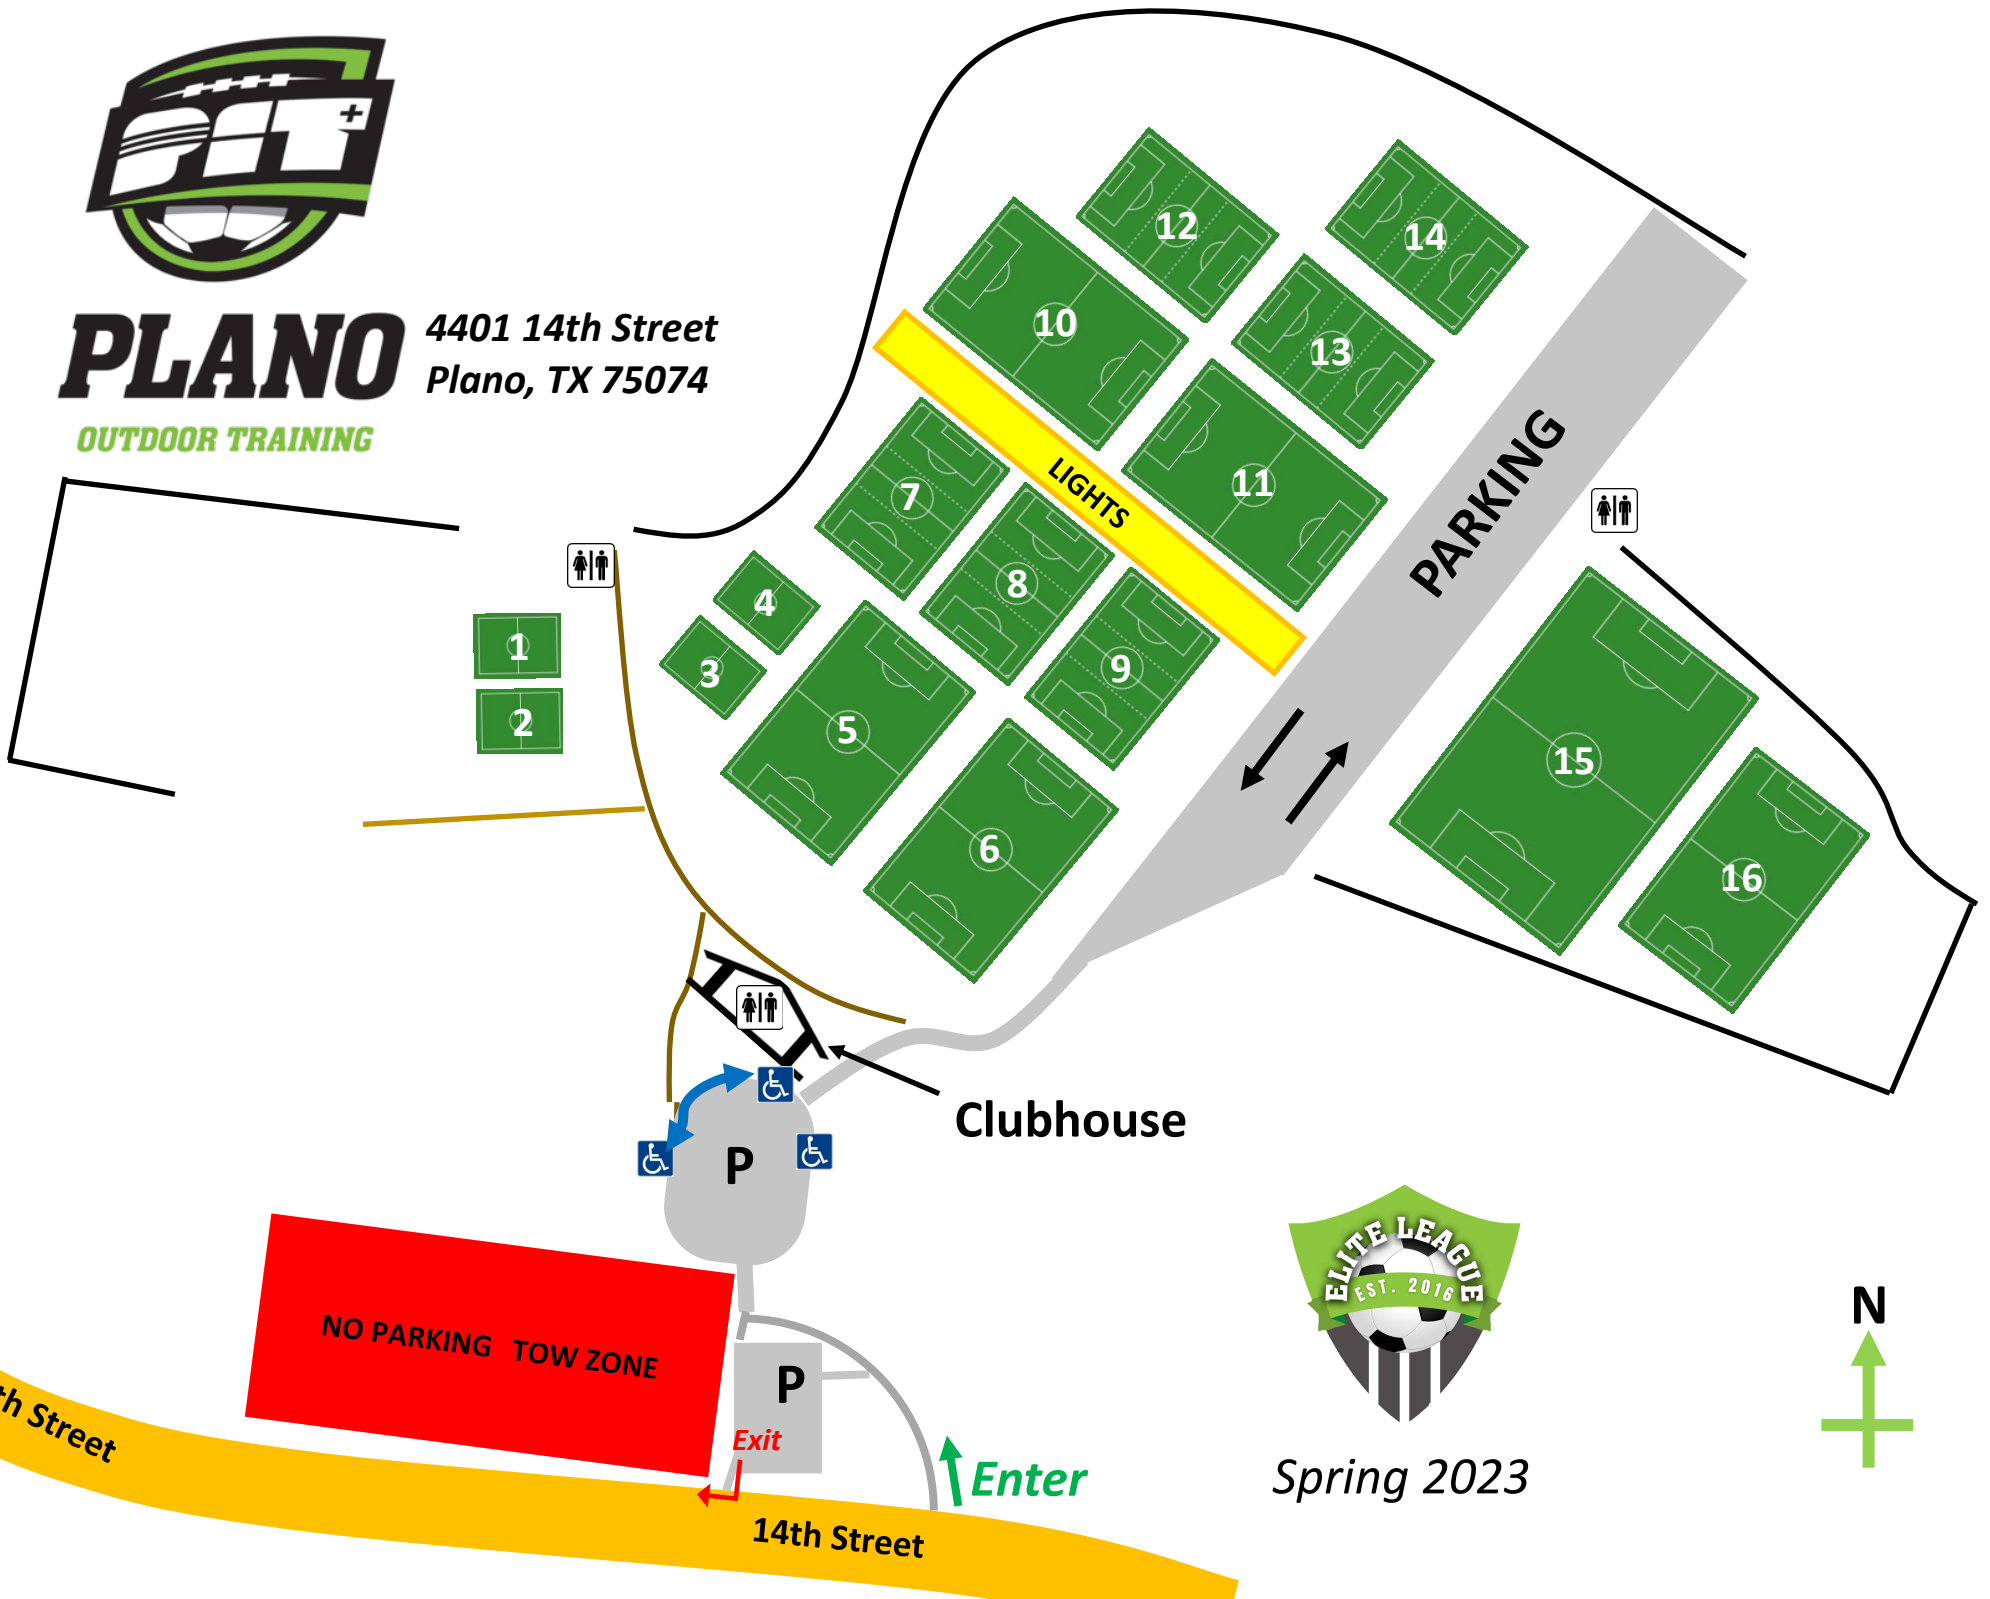 PIT+
PLANO
OUTDOOR TRAINING
4401 14th Street
Plano, TX 75074
12
14
10
13
11
LIGHTS
PARKING
7
8
9
4
3
1
2
5
6
15
16
Clubhouse
P
NO PARKING TOW ZONE
P
Exit
Enter
th Street
14th Street
ELITE LEAGUE
EST. 2016
Spring 2023
N